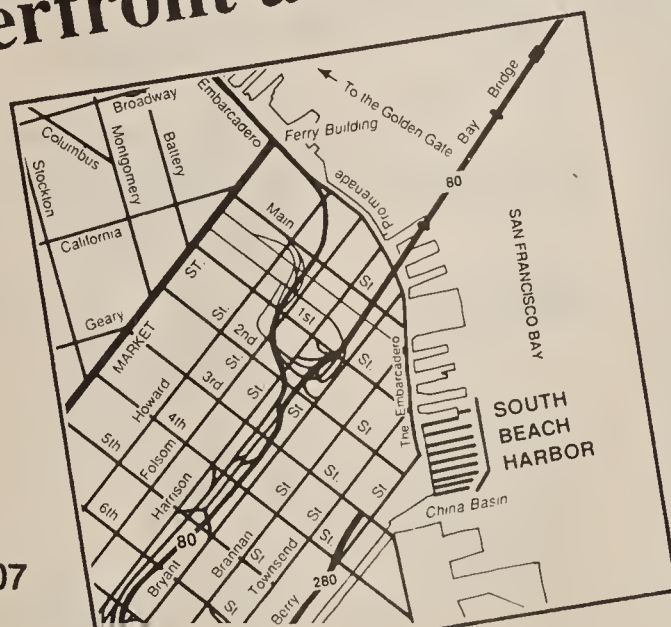 Broadway
Embarcadero
To the Golden Gate
Bay Bridge
Columbus
Montgomery
Battery
Ferry Building
Stockton
Promenade
80
California
Main
St
SAN FRANCISCO BAY
ST.
St.
1st
Geary
2nd
St.
MARKET
St.
3rd
St.
The Embarcadero
Howard
St
SOUTH
BEACH
HARBOR
4th
St
5th
Folsom
Harrison
St.
St
6th
St
St
China Basin
80
St.
Brannan
St
07
Bryant
Townsend
280
St
Berry